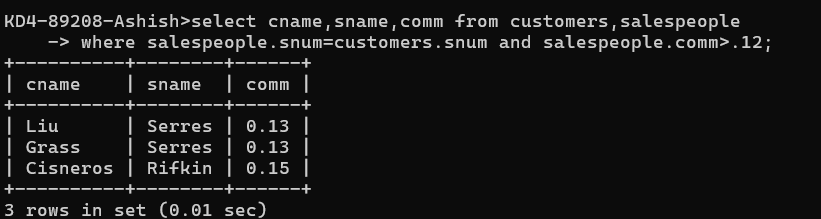 KD4-89208-Ashish>select cname,sname,comm from customers,salespeople
    -> where salespeople.snum=customers.snum and salespeople.comm>.12;
+----------+--------+------+
| cname    | sname  | comm |
+----------+--------+------+
| Liu      | Serres | 0.13 |
| Grass    | Serres | 0.13 |
| Cisneros | Rifkin | 0.15 |
+----------+--------+------+
3 rows in set (0.01 sec)